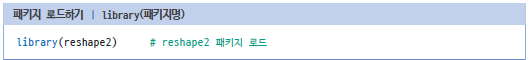 패키지 로드하기 | library(패키지명)
library(reshape2)     # reshape2 패키지 로드